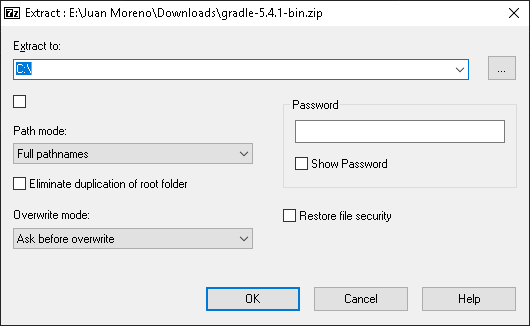 7z Extract : E:\Juan Moreno\Downloads\gradle-5.4.1-bin.zip
Extract to:
C:\
...
Password
Path mode:
Full pathnames
Show Password
Eliminate duplication of root folder
Overwrite mode:
Restore file security
Ask before overwrite
OK
Cancel
Help